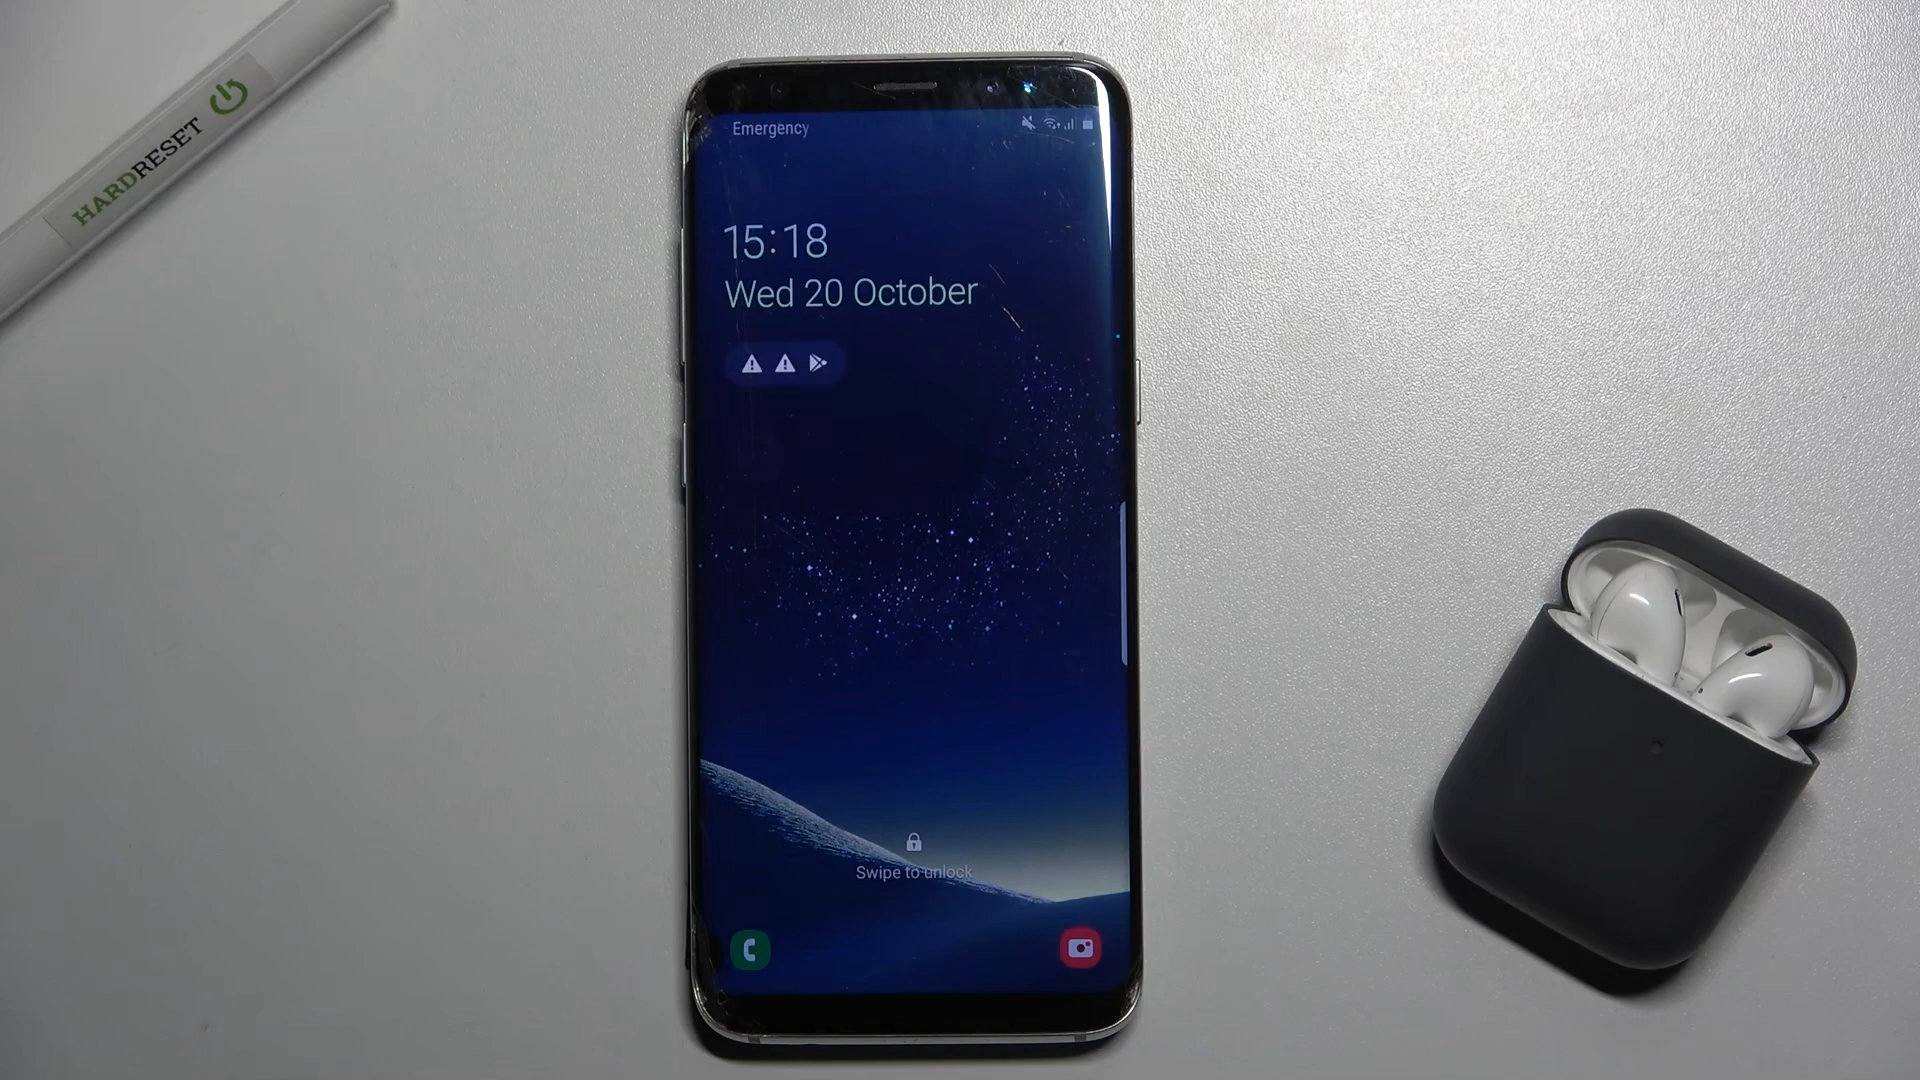 HARDRESET
Emergency
15:18
Wed 20 October
Swipe to unlock